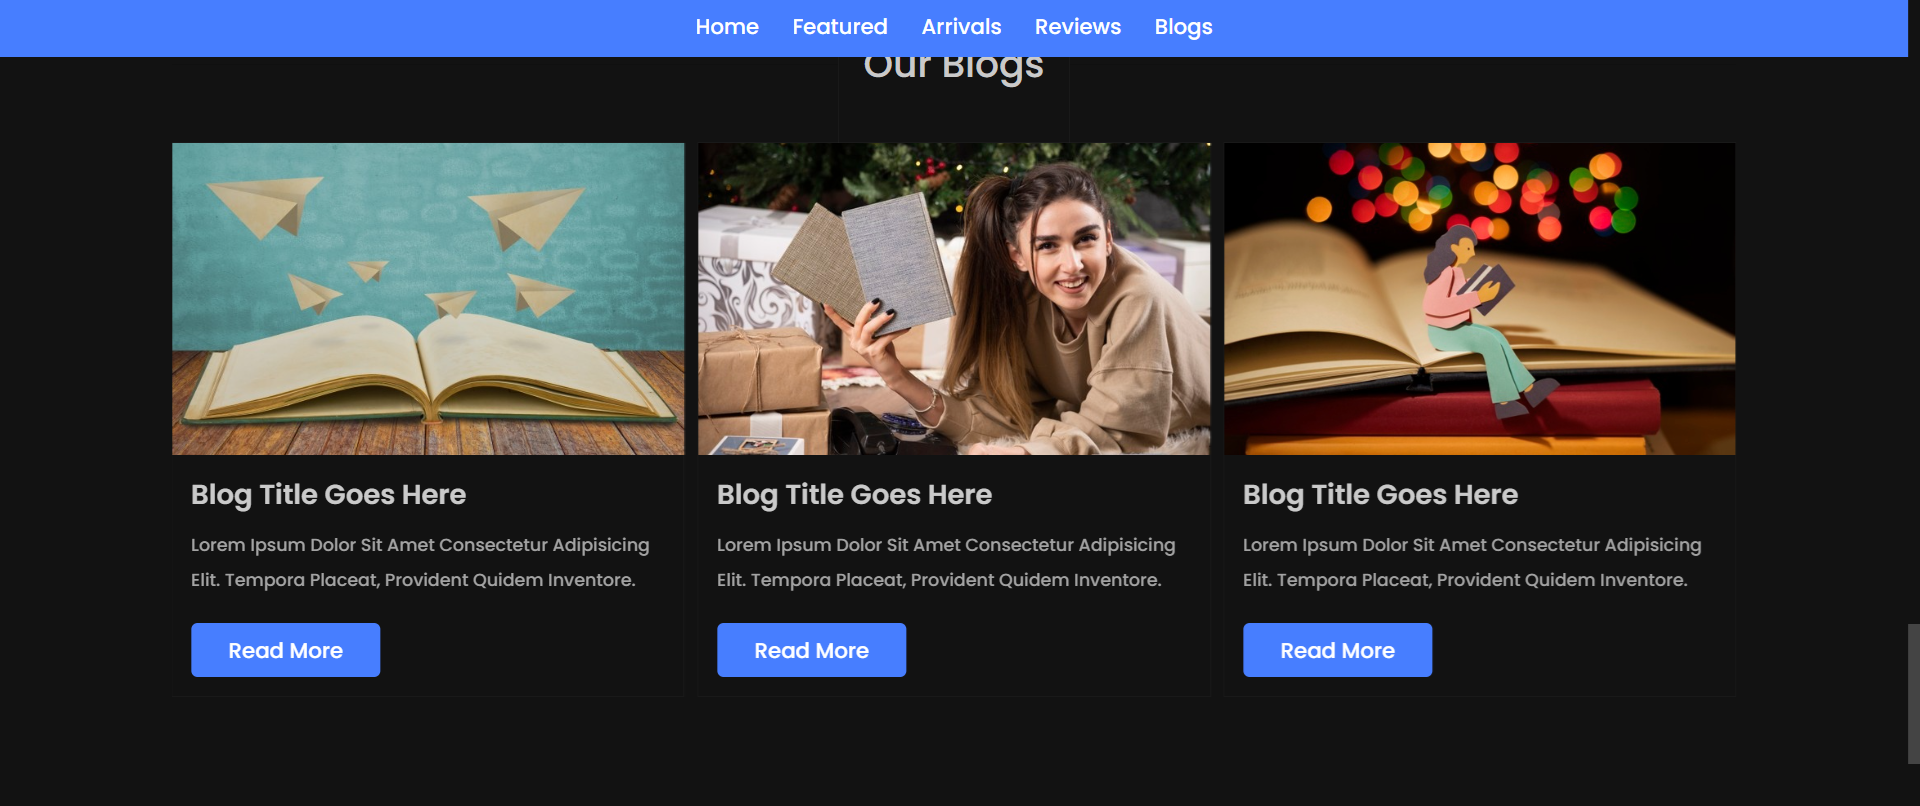 Home Featured Arrivals Reviews Blogs
Our Blogs
Blog Title Goes Here
Lorem Ipsum Dolor Sit Amet Consectetur Adipisicing
Elit. Tempora Placeat, Provident Quidem Inventore.
Read More
Blog Title Goes Here
Lorem Ipsum Dolor Sit Amet Consectetur Adipisicing
Elit. Tempora Placeat, Provident Quidem Inventore.
Read More
Blog Title Goes Here
Lorem Ipsum Dolor Sit Amet Consectetur Adipisicing
Elit. Tempora Placeat, Provident Quidem Inventore.
Read More